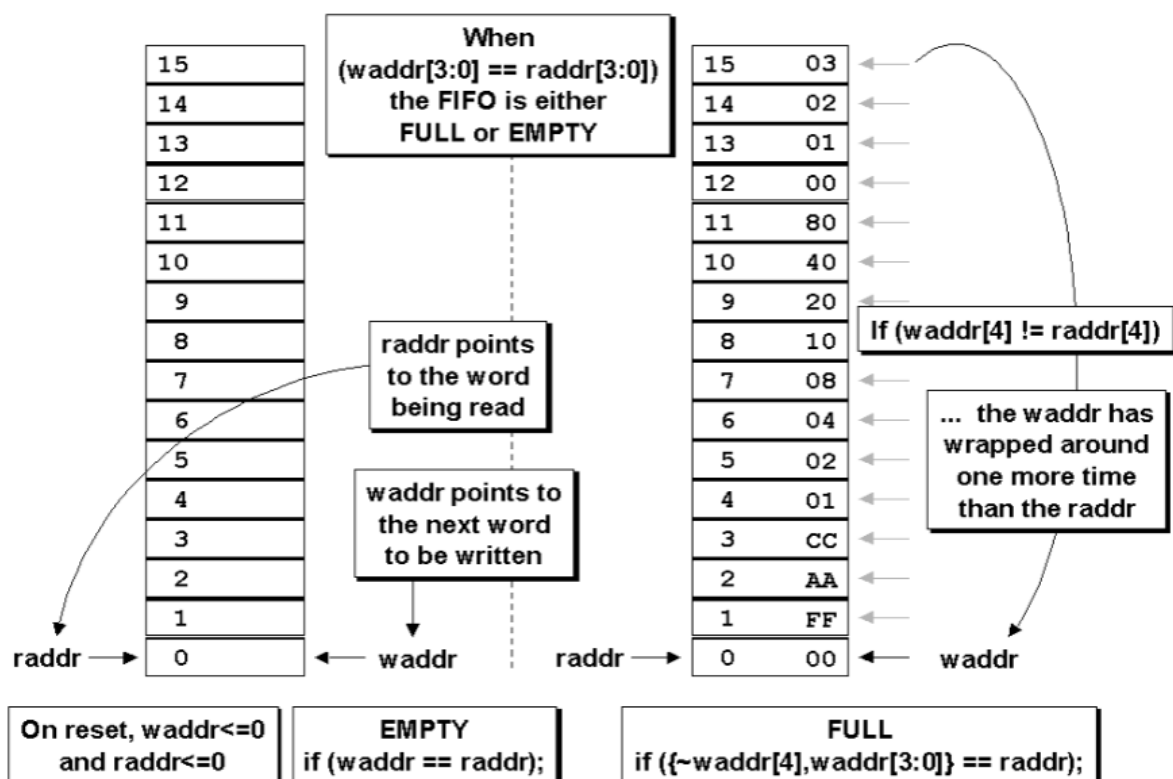 When
(waddr[3:0] == raddr[3:0])
the FIFO is either
FULL or EMPTY
15
14
13
12
11
10
9
8
7
6
5
4
3
2
1
0
raddr points
to the word
being read
waddr points to
the next word
to be written
raddr
waddr
15 03
14 02
13 01
12 00
11 80
10 40
9 20
8 10
7 08
6 04
5 02
4 01
3 CC
2 AA
1 FF
0 00
If (waddr[4] != raddr[4])
... the waddr has
wrapped around
one more time
than the raddr
raddr
waddr
On reset, waddr<=0
and raddr<=0
EMPTY
if (waddr == raddr);
FULL
if ({~waddr[4],waddr[3:0]} == raddr);